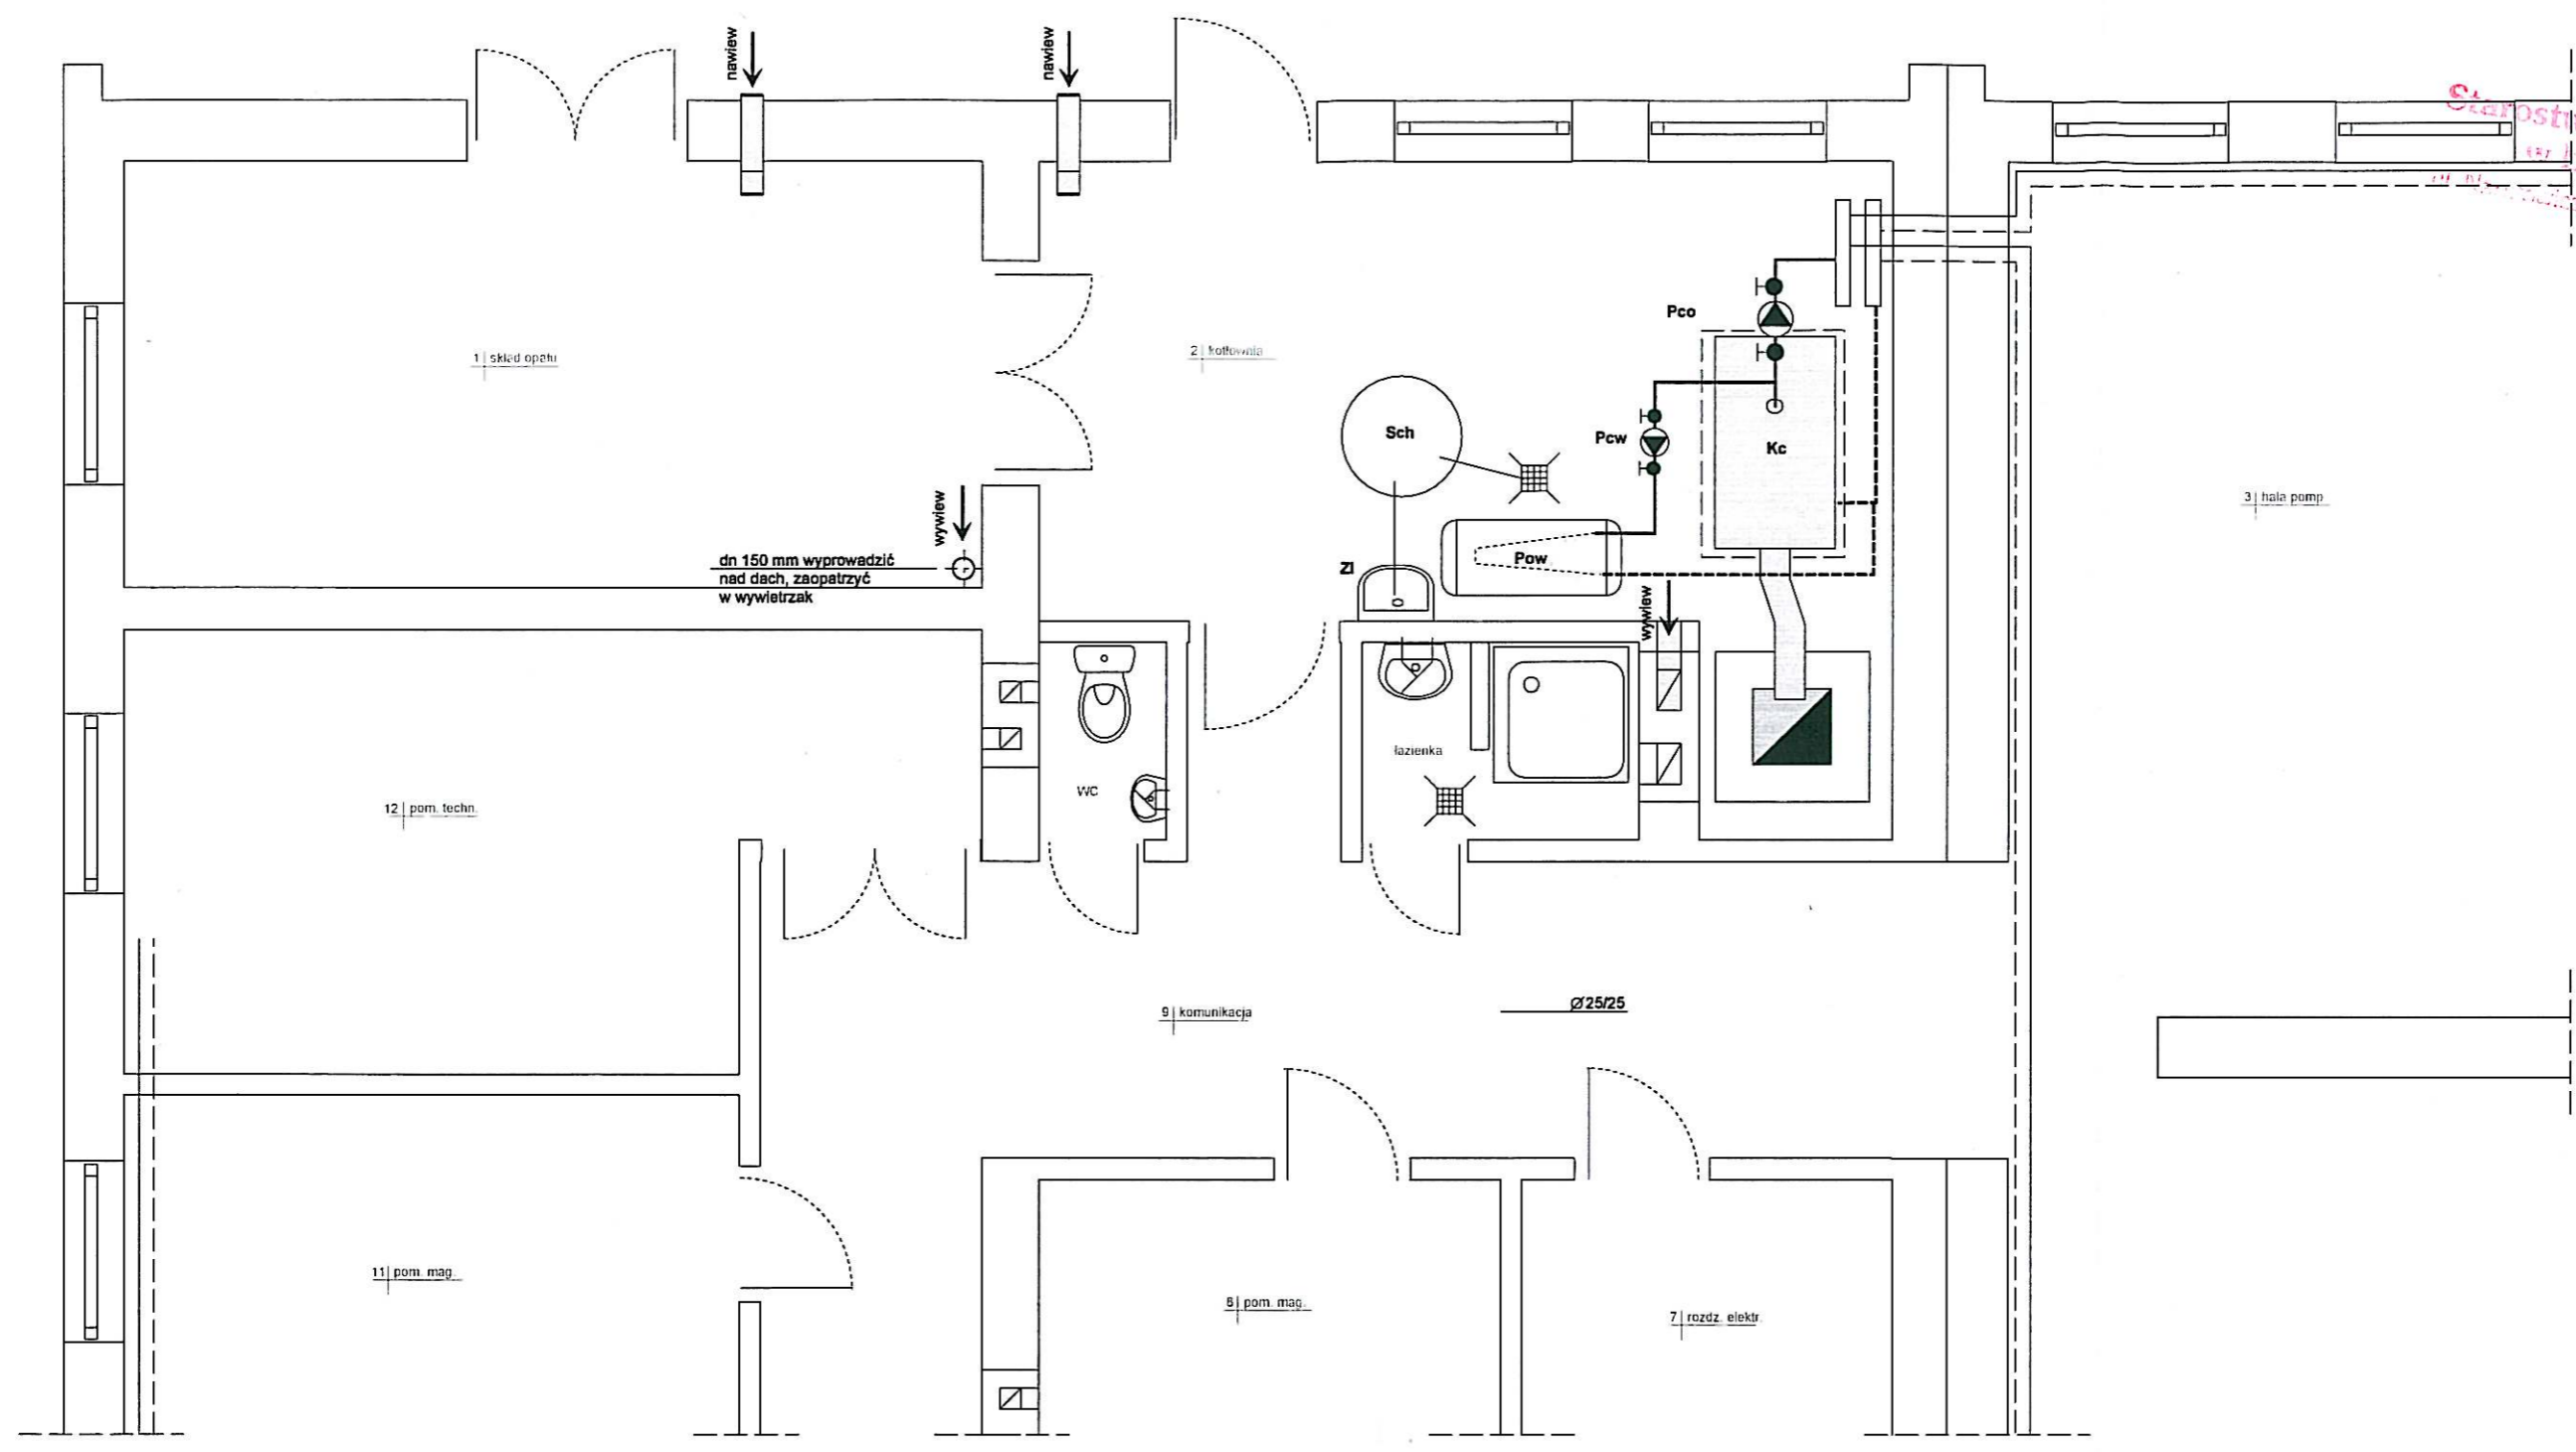 nawiew
nawiew
Starost
1 skład opału
2 kotłownia
Pco
Sch
Pcw
Kc
3 hala pomp
wywiew
dn 150 mm wyprowadzić
nad dach, zaopatrzyć
w wywietrzak
Zl
Pow
wywiew
łazienka
WC
12 pom. techn.
9 komunikacja
Ø25/25
11 pom. mag.
6 pom. mag.
7 rozdz. elektr.